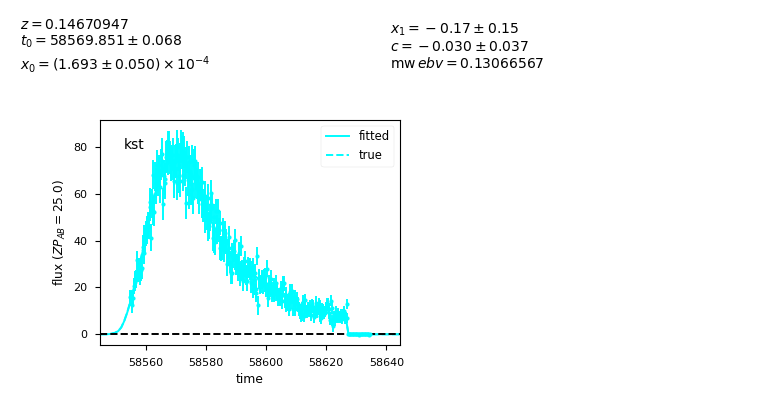 z = 0.14670947
t₀ = 58569.851 ± 0.068
x₀ = (1.693 ± 0.050) × 10⁻⁴
x₁ = −0.17 ± 0.15
c = −0.030 ± 0.037
mw ebv = 0.13066567
kst
fitted
true
flux (ZP_AB = 25.0)
80
60
40
20
0
58560 58580 58600 58620 58640
time